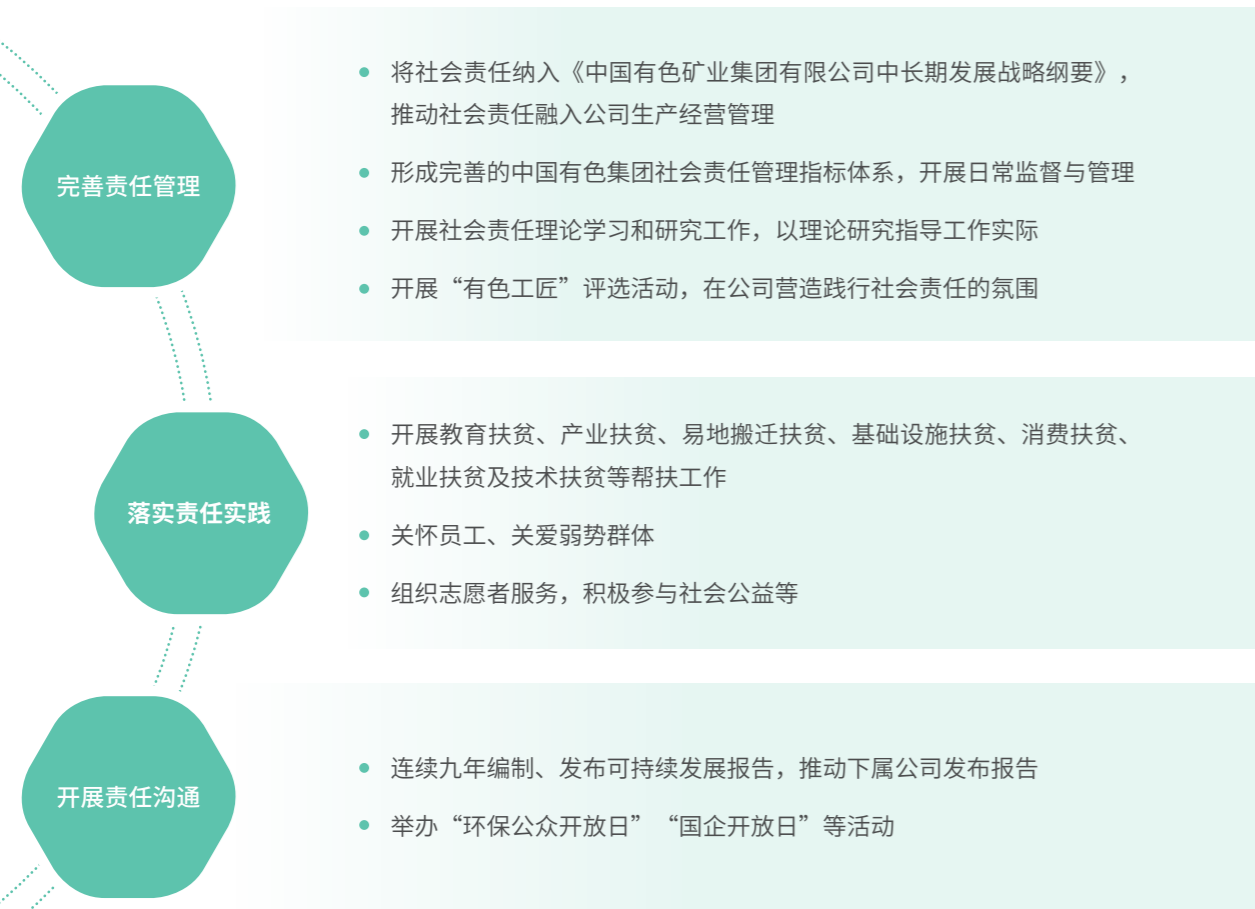 完善责任管理
将社会责任纳入《中国有色矿业集团有限公司中长期发展战略纲要》，
推动社会责任融入公司生产经营管理
形成完善的中国有色集团社会责任管理指标体系，开展日常监督与管理
开展社会责任理论学习和研究工作，以理论研究指导工作实际
开展“有色工匠”评选活动，在公司营造践行社会责任的氛围
落实责任实践
开展教育扶贫、产业扶贫、易地搬迁扶贫、基础设施扶贫、消费扶贫、
就业扶贫及技术扶贫等帮扶工作
关怀员工、关爱弱势群体
组织志愿者服务，积极参与社会公益等
开展责任沟通
连续九年编制、发布可持续发展报告，推动下属公司发布报告
举办“环保公众开放日”“国企开放日”等活动